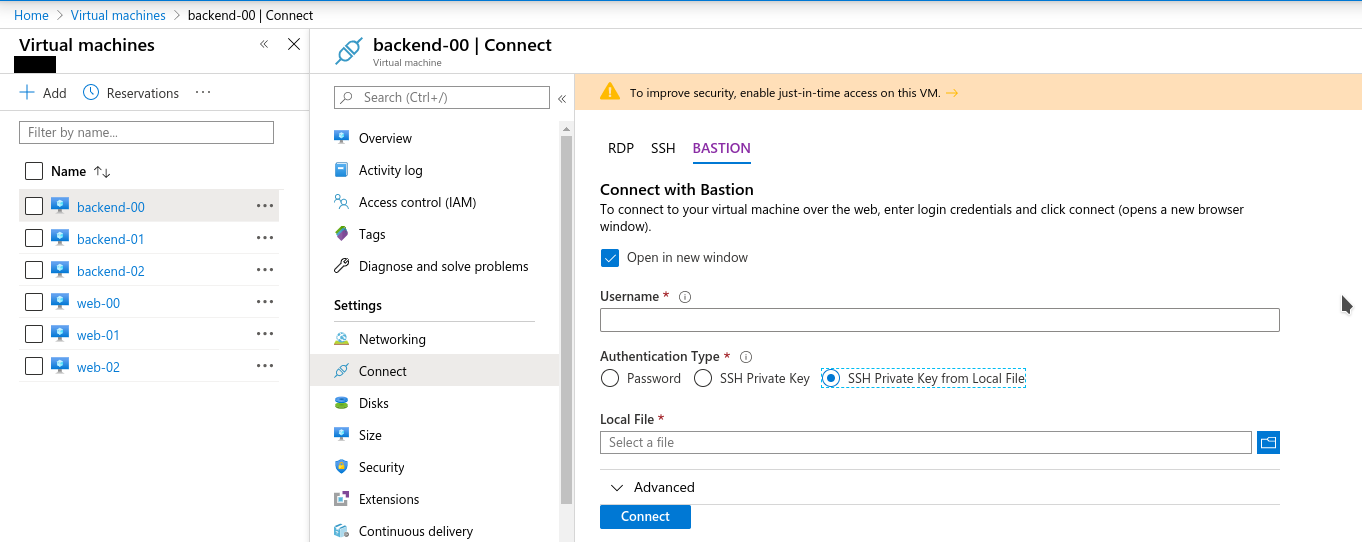 Home > Virtual machines > backend-00 | Connect
Virtual machines
«
Add
Reservations
...
Filter by name...
Name ↑↓
backend-00 ...
backend-01 ...
backend-02 ...
web-00 ...
web-01 ...
web-02 ...
backend-00 | Connect
Virtual machine
Search (Ctrl+/)
«
Overview
Activity log
Access control (IAM)
Tags
Diagnose and solve problems
Settings
Networking
Connect
Disks
Size
Security
Extensions
Continuous delivery
To improve security, enable just-in-time access on this VM. →
RDP SSH BASTION
Connect with Bastion
To connect to your virtual machine over the web, enter login credentials and click connect (opens a new browser
window).
Open in new window
Username *
Authentication Type *
Password SSH Private Key SSH Private Key from Local File
Local File *
Select a file
Advanced
Connect